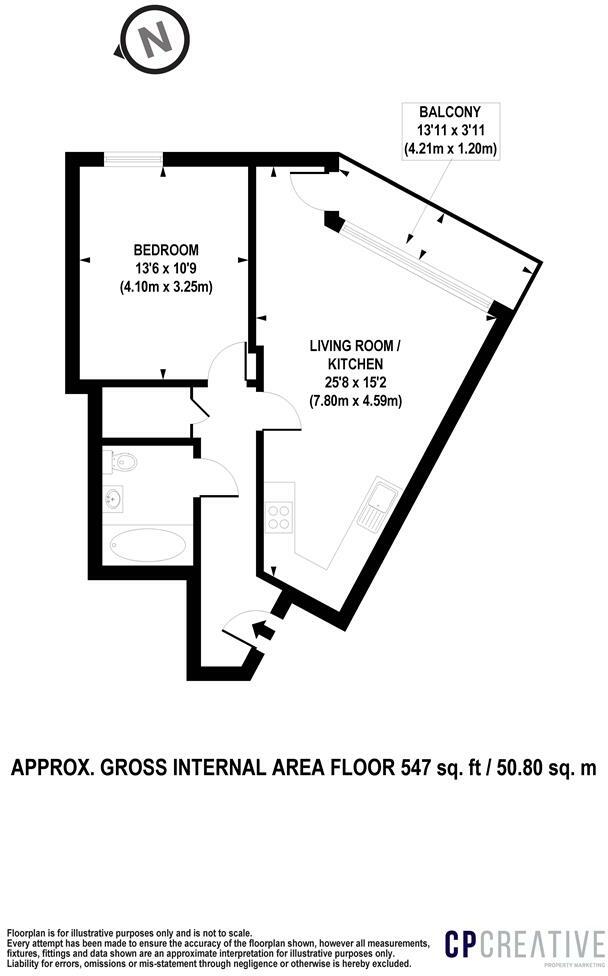 N
BALCONY
13'11 x 3'11
(4.21m x 1.20m)
BEDROOM
13'6 x 10'9
(4.10m x 3.25m)
LIVING ROOM /
KITCHEN
25'8 x 15'2
(7.80m x 4.59m)
APPROX. GROSS INTERNAL AREA FLOOR 547 sq. ft / 50.80 sq. m
Floorplan is for illustrative purposes only and is not to scale.
Every attempt has been made to ensure the accuracy of the floorplan shown, however all measurements,
fixtures, fittings and data shown are an approximate interpretation for illustrative purposes only.
Liability for errors, omissions or mis-statement through negligence or otherwise is hereby excluded.
CPCREATIVE
PROPERTY MARKETING